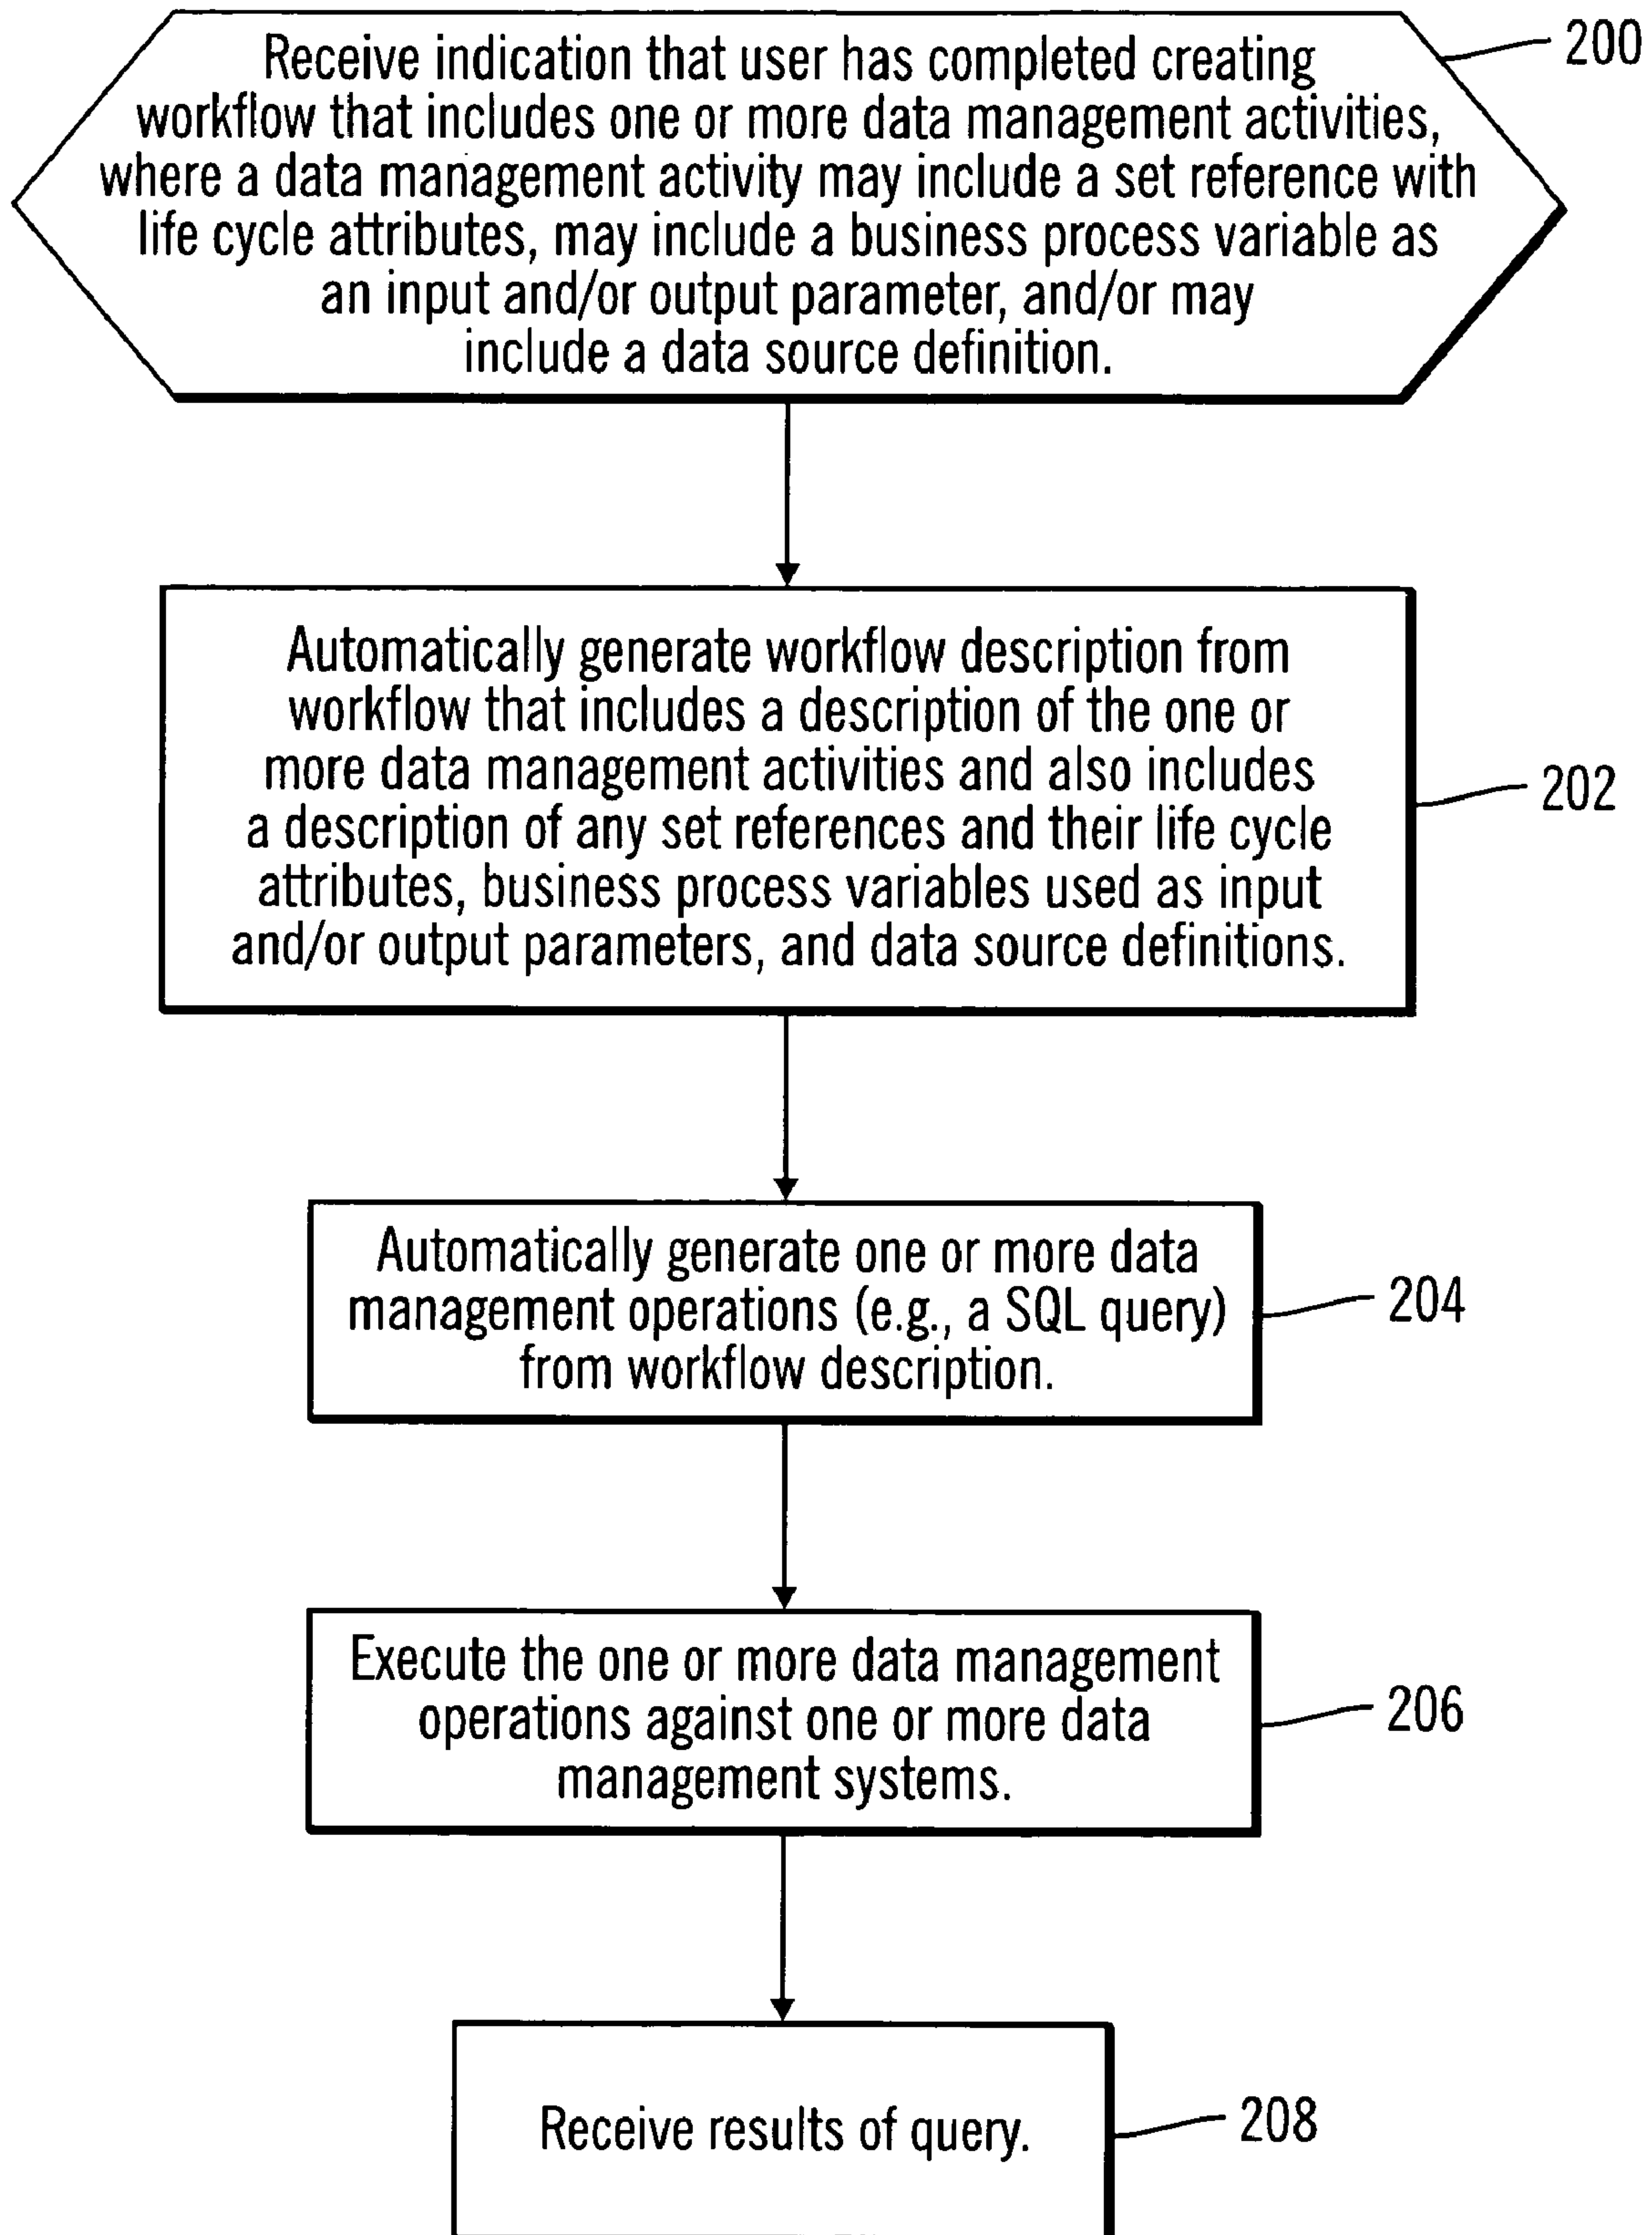 Receive indication that user has completed creating
200
workflow that includes one or more data management activities,
where a data management activity may include a set reference with
life cycle attributes, may include a business process variable as
an input and/or output parameter, and/or may
include a data source definition.
Automatically generate workflow description from
workflow that includes a description of the one or
more data management activities and also includes
202
a description of any set references and their life cycle
attributes, business process variables used as input
and/or output parameters, and data source definitions.
Automatically generate one or more data
management operations (e.g., a SQL query)
204
from workflow description.
Execute the one or more data management
operations against one or more data
206
management systems.
Receive results of query.
208